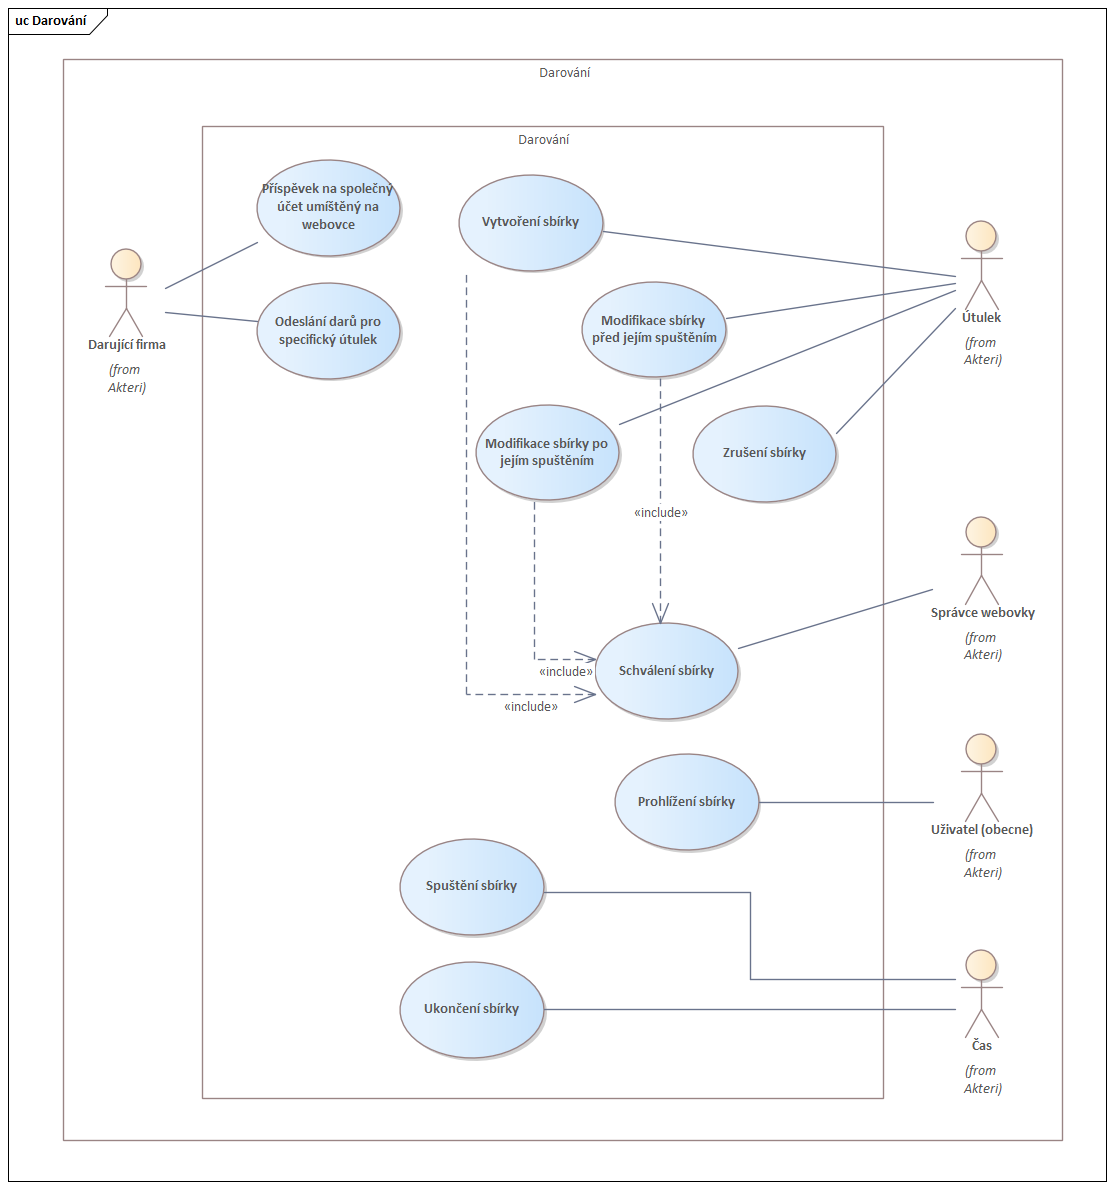 uc Darování
Darování
Darování
Příspěvek na společný
účet umíštěný na
webovce
Vytvoření sbírky
Odeslání darů pro
specifický útulek
Modifikace sbírky
před jejím spuštěním
Darující firma
(from
Akteri)
Útulek
(from
Akteri)
Modifikace sbírky po
jejím spuštěním
Zrušení sbírky
«include»
Správce webovky
(from
Akteri)
Schválení sbírky
«include»
«include»
Prohlížení sbírky
Uživatel (obecne)
(from
Akteri)
Spuštění sbírky
Ukončení sbírky
Čas
(from
Akteri)